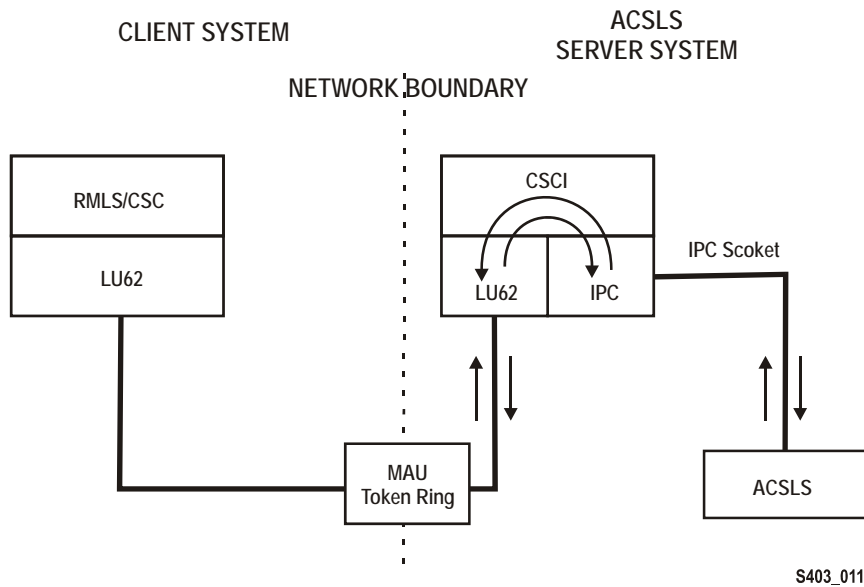 CLIENT SYSTEM
ACSLS
SERVER SYSTEM
NETWORK BOUNDARY
RMLS/CSC
LU62
CSCI
LU62
IPC
IPC Scoket
MAU
Token Ring
ACSLS
S403_011